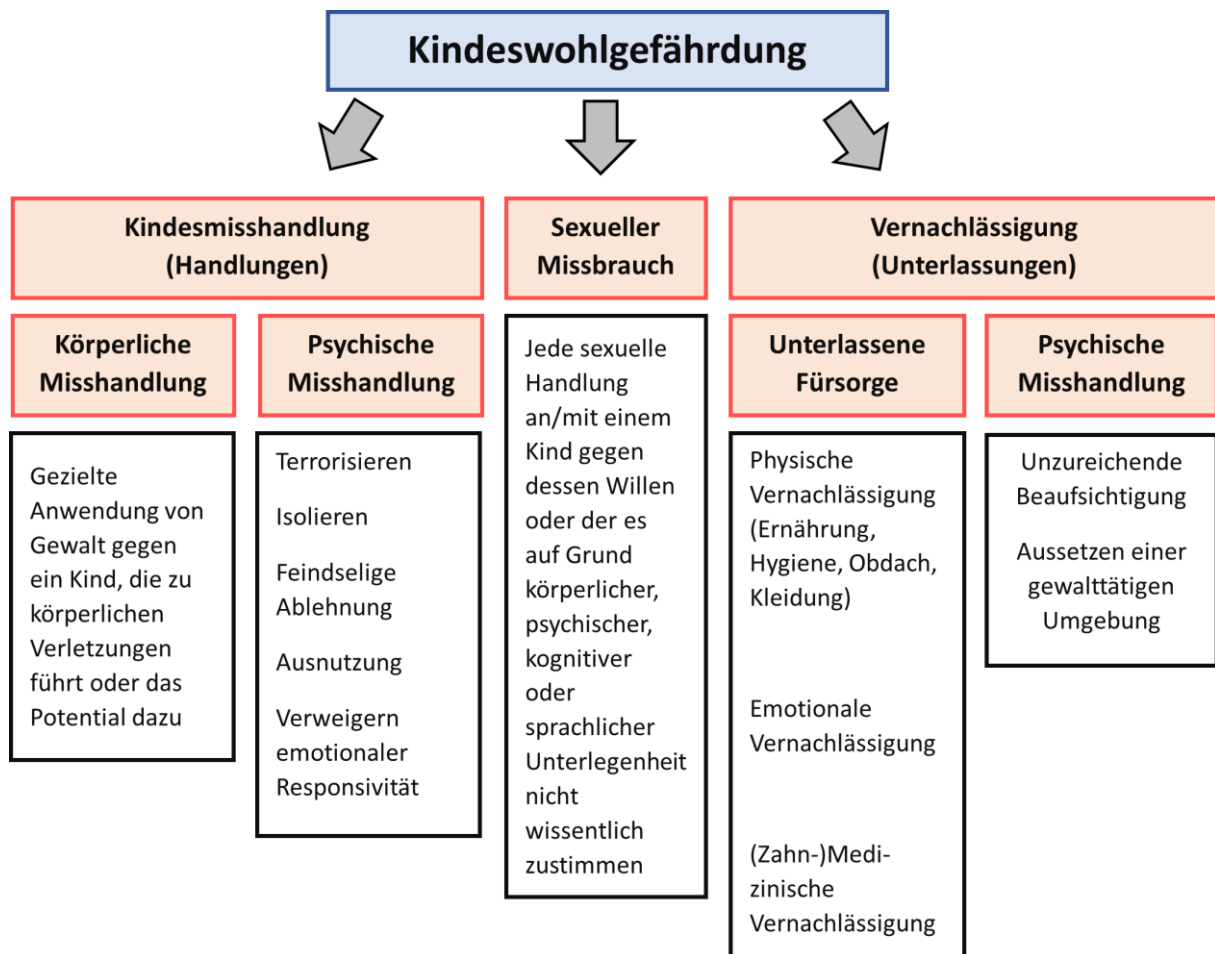 Kindeswohlgefährdung
Kindesmisshandlung
(Handlungen)
Körperliche
Misshandlung
Gezielte
Anwendung von
Gewalt gegen
ein Kind, die zu
körperlichen
Verletzungen
führt oder das
Potential dazu
Psychische
Misshandlung
Terrorisieren
Isolieren
Feindselige
Ablehnung
Ausnutzung
Verweigern
emotionaler
Responsivität
Sexueller
Missbrauch
Jede sexuelle
Handlung
an/mit einem
Kind gegen
dessen Willen
oder der es
auf Grund
körperlicher,
psychischer,
kognitiver
oder
sprachlicher
Unterlegenheit
nicht
wissentlich
zustimmen
Vernachlässigung
(Unterlassungen)
Unterlassene
Fürsorge
Physische
Vernachlässigung
(Ernährung,
Hygiene, Obdach,
Kleidung)
Emotionale
Vernachlässigung
(Zahn-)Medi-
zinische
Vernachlässigung
Psychische
Misshandlung
Unzureichende
Beaufsichtigung
Aussetzen einer
gewalttätigen
Umgebung